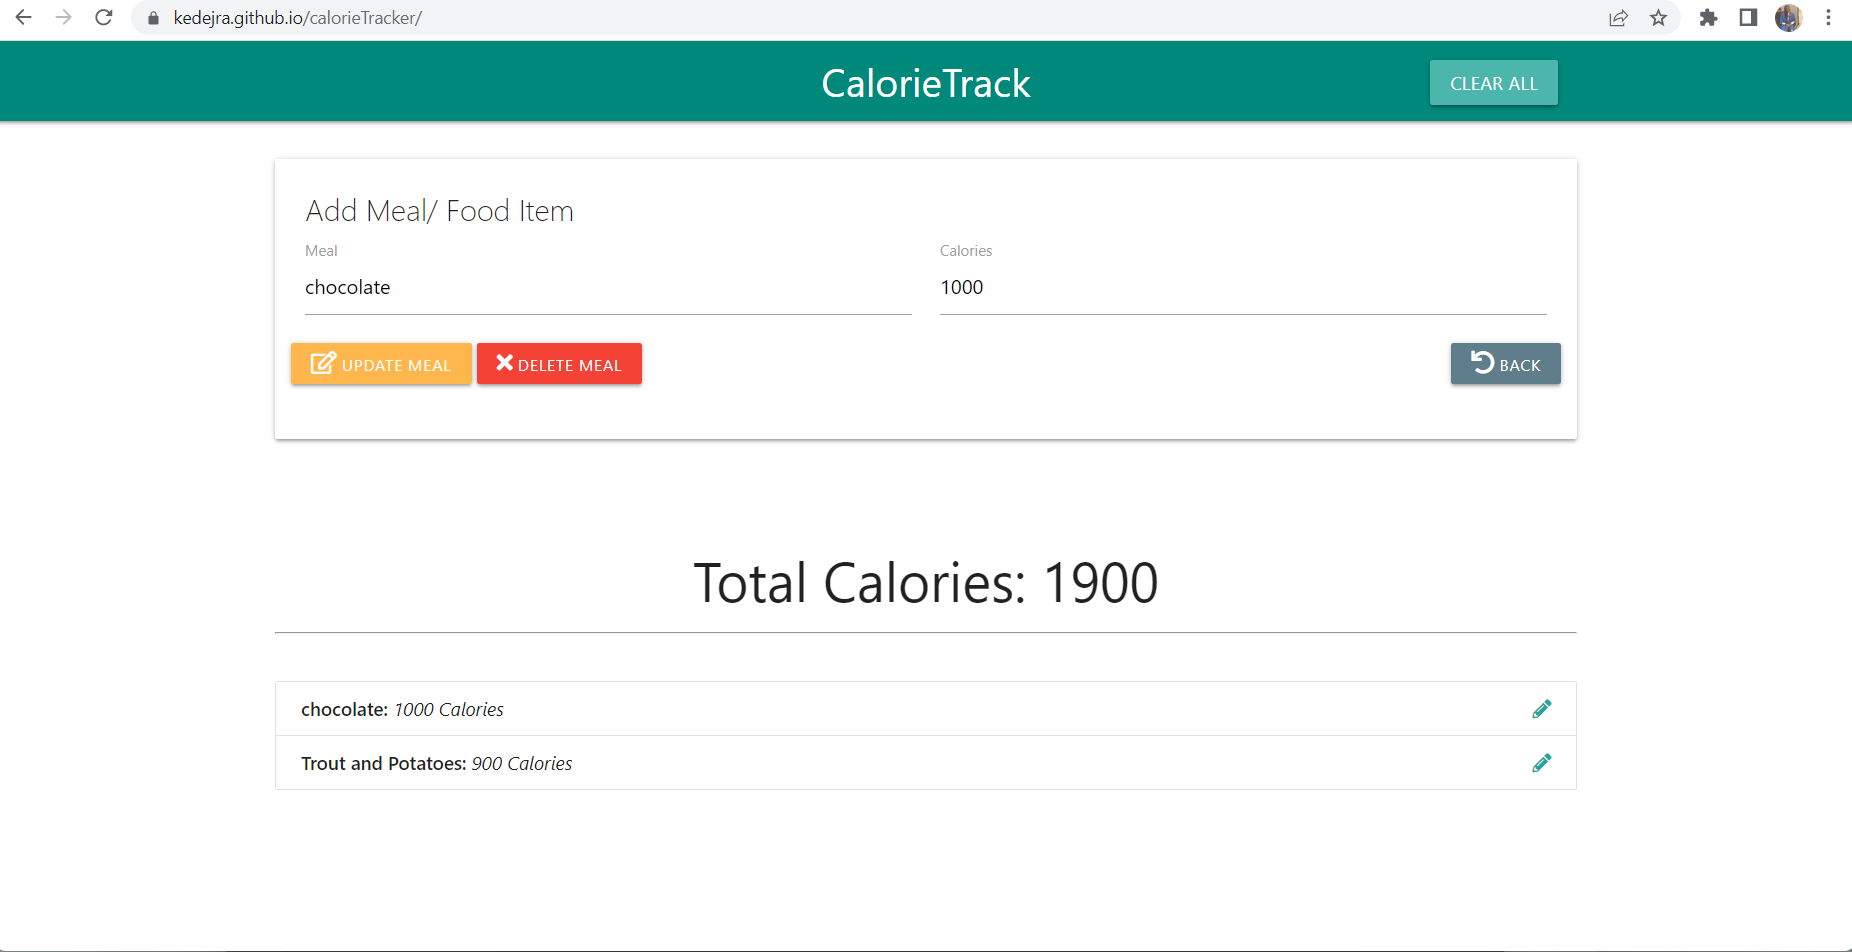 kedejra.github.io/calorieTracker/
CalorieTrack
CLEAR ALL
Add Meal/ Food Item
Meal
Calories
chocolate
1000
UPDATE MEAL
DELETE MEAL
BACK
Total Calories: 1900
chocolate: 1000 Calories
Trout and Potatoes: 900 Calories